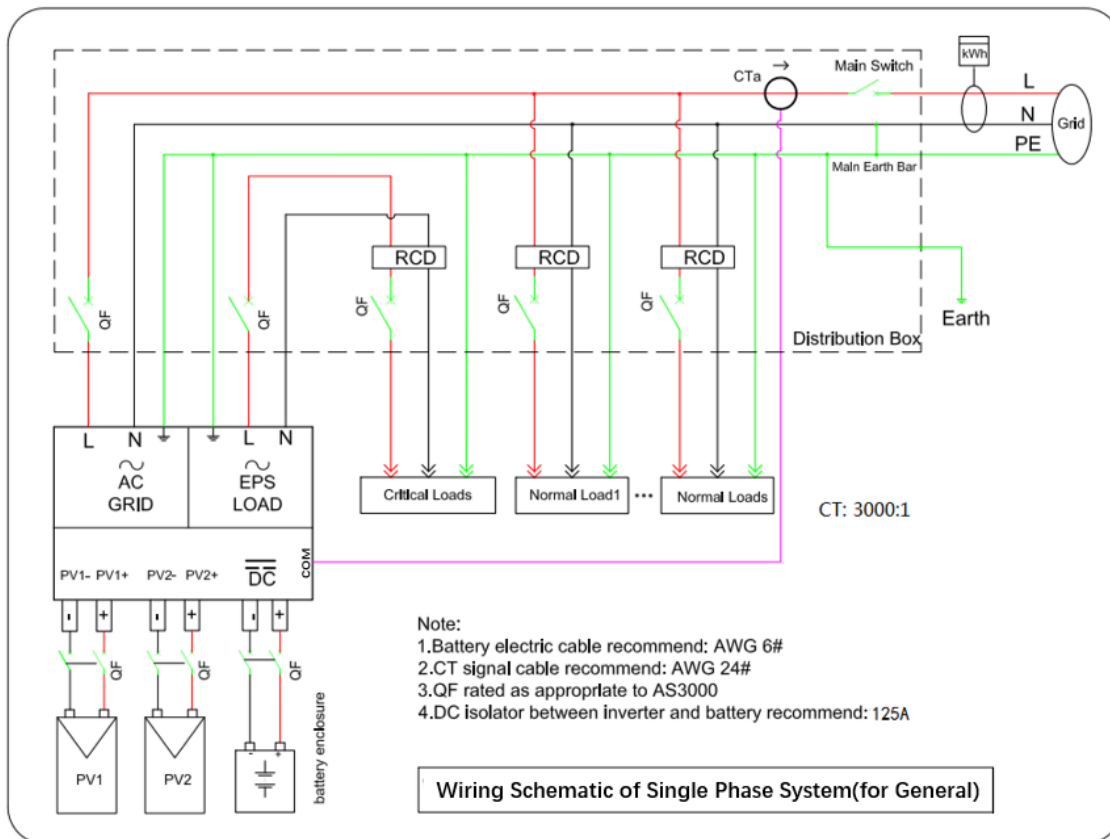 kWh
CTa
→
Main Switch
L
N
PE
Grid
Main Earth Bar
RCD
RCD
RCD
QF
QF
QF
QF
QF
Earth
Distribution Box
L
N
L
N
AC
GRID
EPS
LOAD
Critical Loads
Normal Load1
•••
Normal Loads
CT: 3000:1
PV1-
PV1+
PV2-
PV2+
DC
COM
-
+
-
+
-
+
QF
QF
QF
-
+
PV1
PV2
battery enclosure
Note:
1.Battery electric cable recommend: AWG 6#
2.CT signal cable recommend: AWG 24#
3.QF rated as appropriate to AS3000
4.DC isolator between inverter and battery recommend: 125A
Wiring Schematic of Single Phase System(for General)